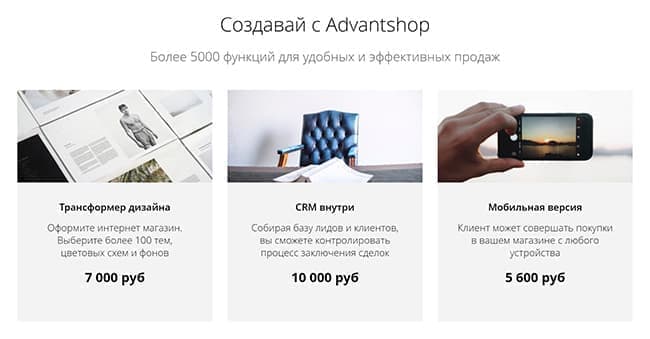 Создавай с Advantshop
Более 5000 функций для удобных и эффективных продаж
Трансформер дизайна
Оформите интернет магазин.
Выберите более 100 тем,
цветовых схем и фонов
7 000 руб
CRM внутри
Собирая базу лидов и клиентов,
вы сможете контролировать
процесс заключения сделок
10 000 руб
Мобильная версия
Клиент может совершать покупки
в вашем магазине с любого
устройства
5 600 руб